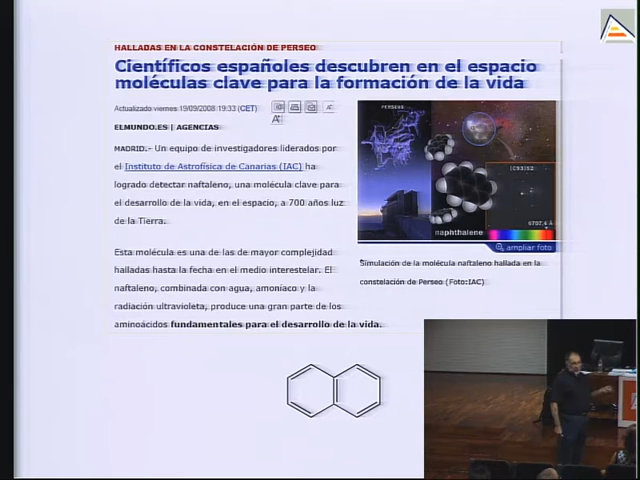 HALLADAS EN LA CONSTELACIÓN DE PERSEO
Científicos españoles descubren en el espacio
moléculas clave para la formación de la vida
Actualizado viernes 19/09/2008 19:33 (CET)
ELMUNDO.ES | AGENCIAS
MADRID.- Un equipo de investigadores liderados por
el Instituto de Astrofísica de Canarias (IAC) ha
logrado detectar naftaleno, una molécula clave para
el desarrollo de la vida, en el espacio, a 700 años luz
de la Tierra.
Esta molécula es una de las de mayor complejidad
halladas hasta la fecha en el medio interestelar. El
naftaleno, combinada con agua, amoníaco y la
radiación ultravioleta, produce una gran parte de los
aminoácidos fundamentales para el desarrollo de la vida.
PERSEUS
naphthalene
6707.4 Å
ampliar foto
Simulación de la molécula naftaleno hallada en la
constelación de Perseo (Foto:IAC)